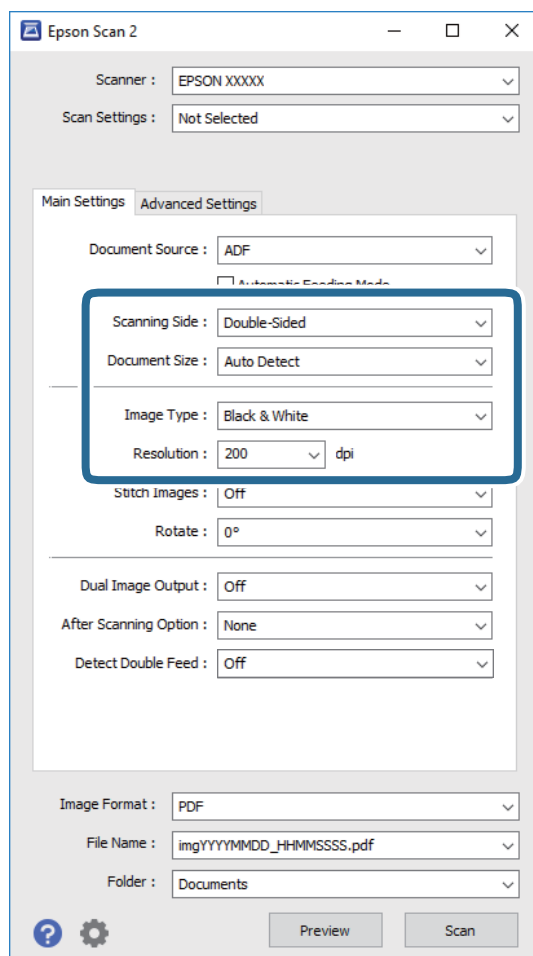 Epson Scan 2
Scanner : EPSON XXXXX
Scan Settings : Not Selected
Main Settings Advanced Settings
Document Source : ADF
Automatic Feeding Mode
Scanning Side : Double-Sided
Document Size : Auto Detect
Image Type : Black & White
Resolution : 200 dpi
Stitch Images : Off
Rotate : 0°
Dual Image Output : Off
After Scanning Option : None
Detect Double Feed : Off
Image Format : PDF
File Name : imgYYYYMMDD_HHMMSSSS.pdf
Folder : Documents
? Preview Scan